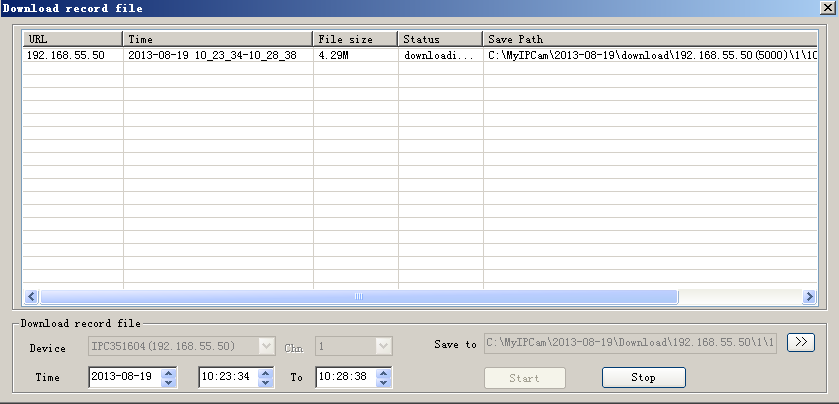 Download record file
URL Time File size Status Save Path
192.168.55.50 2013-08-19 10_23_34-10_28_38 4.29M downloadi... C:\MyIPCam\2013-08-19\download\192.168.55.50(5000)\1\10
Download record file
Device IPC351604(192.168.55.50) Chn 1 Save to C:\MyIPCam\2013-08-19\Download\192.168.55.50\1\1 >>
Time 2013-08-19 10:23:34 To 10:28:38 Start Stop